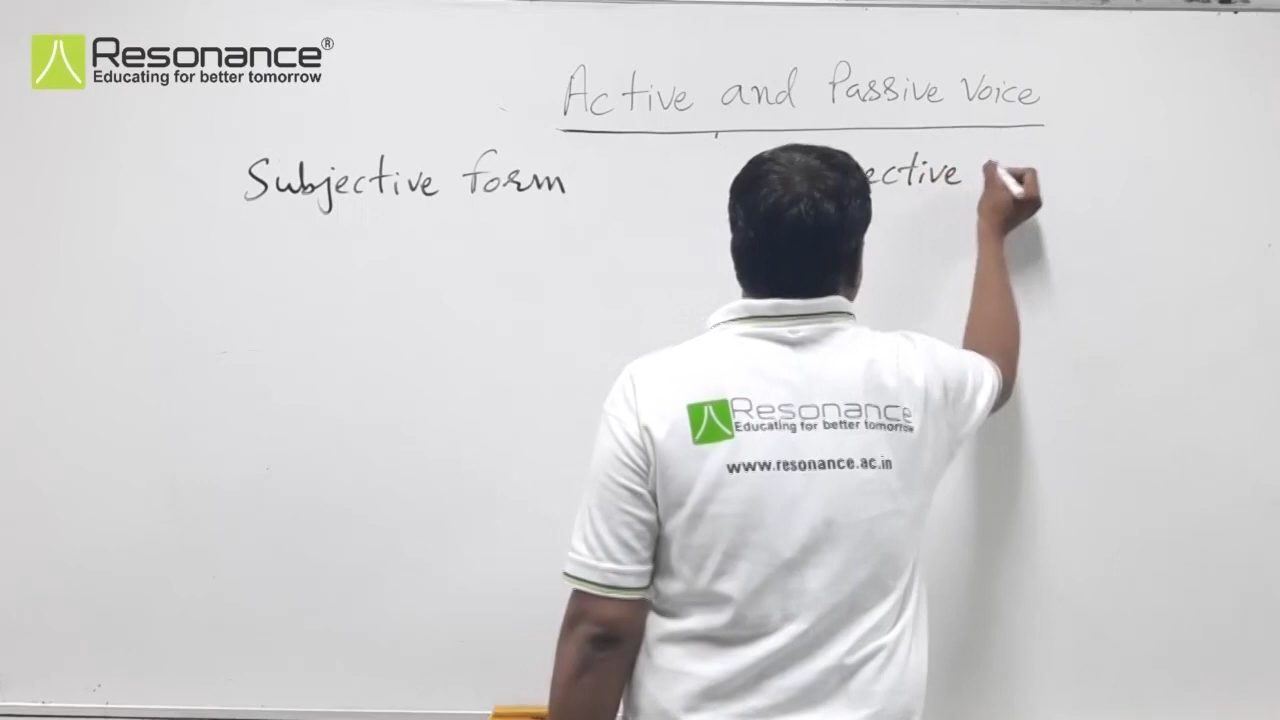 Resonance®
Educating for better tomorrow
Active and Passive Voice
Subjective form
ective
Resonance
Educating for better tomorrow
www.resonance.ac.in